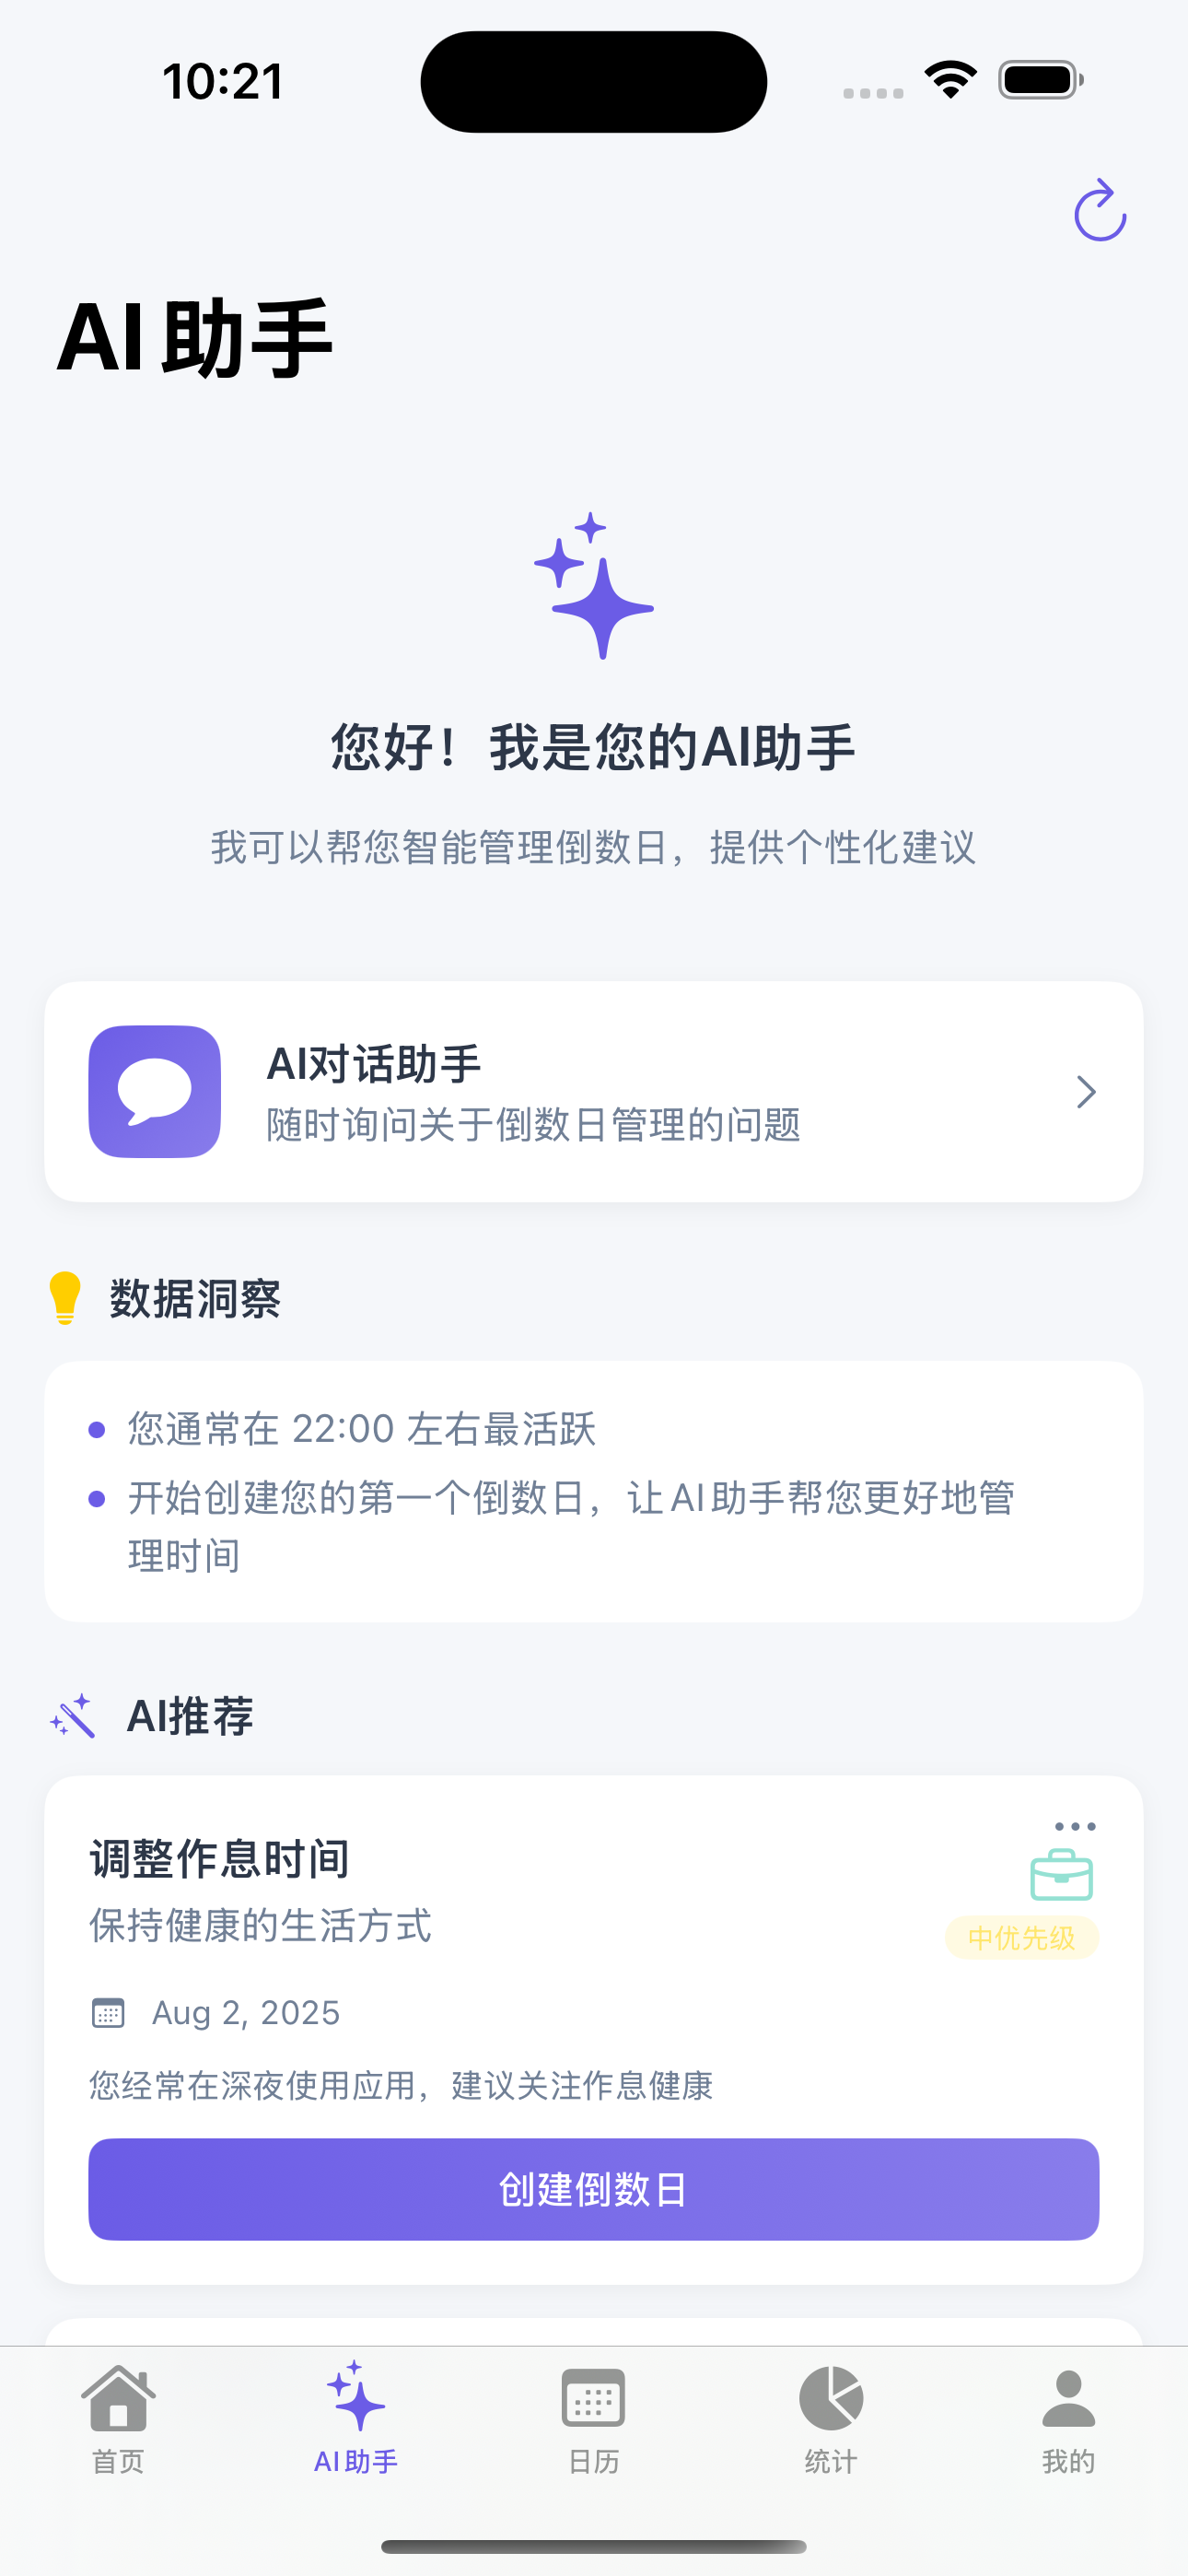 10:21
AI 助手
您好！我是您的AI助手
我可以帮您智能管理倒数日，提供个性化建议
AI对话助手
随时询问关于倒数日管理的问题
数据洞察
您通常在 22:00 左右最活跃
开始创建您的第一个倒数日，让 AI 助手帮您更好地管
理时间
AI推荐
调整作息时间
保持健康的生活方式
中优先级
Aug 2, 2025
您经常在深夜使用应用，建议关注作息健康
创建倒数日
首页
AI 助手
日历
统计
我的